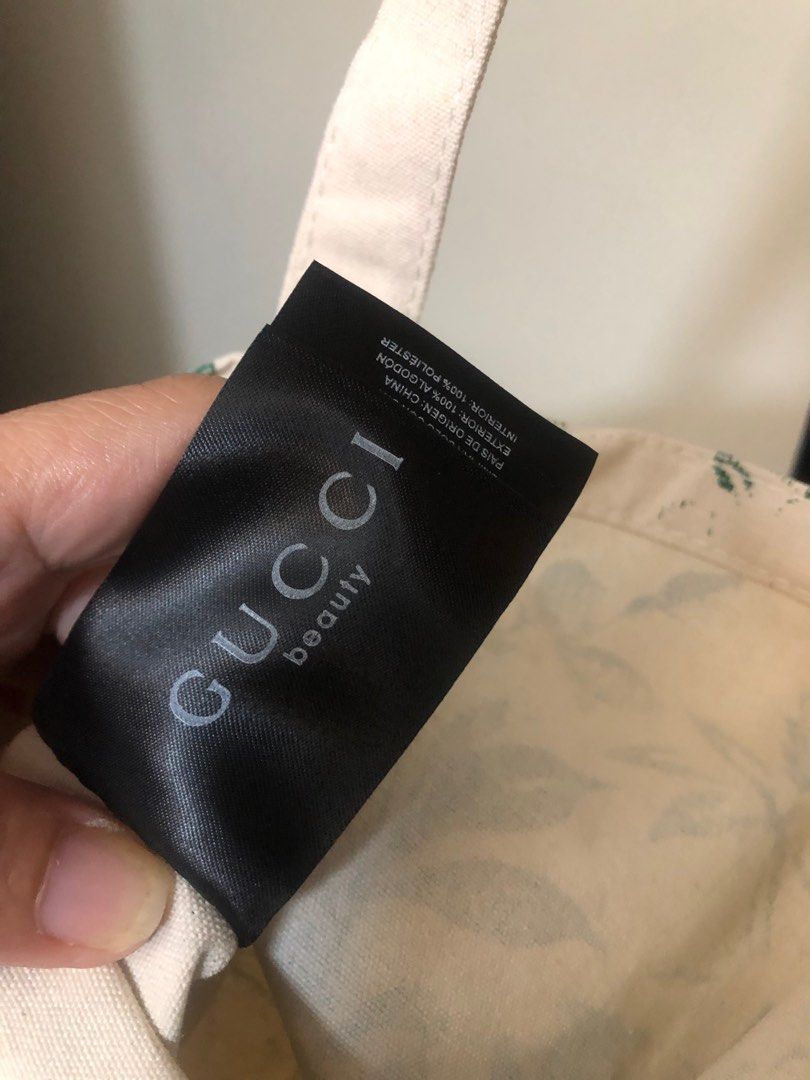 GUCCI
beauty
PAIS DE ORIGEN: CHINA
EXTERIOR: 100% ALGODÓN
INTERIOR: 100% POLIÉSTER